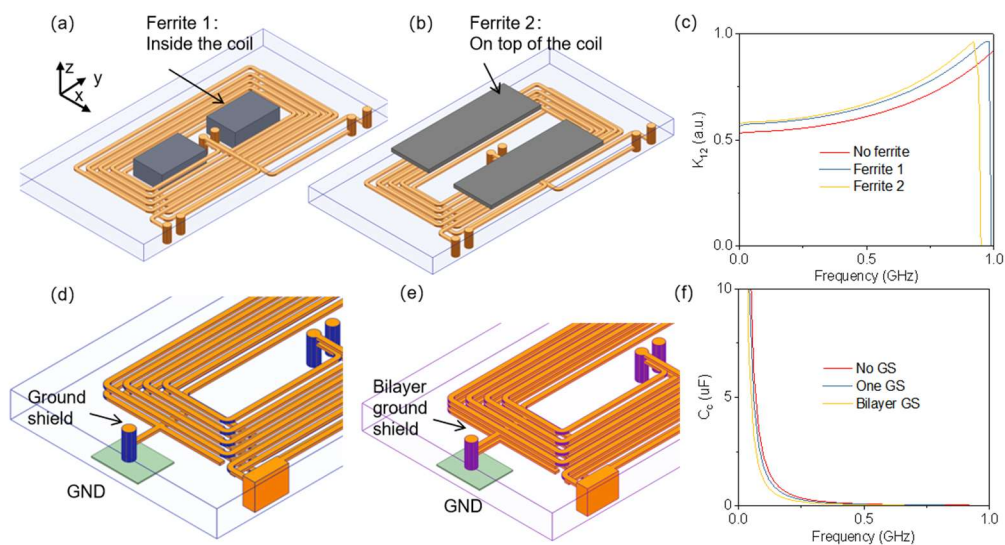 (a)
Ferrite 1:
Inside the coil
z
y
x
(b)
Ferrite 2:
On top of the coil
(c)
1.0
0.5
0.0
K12 (a.u.)
No ferrite
Ferrite 1
Ferrite 2
0.0
0.5
1.0
Frequency (GHz)
(d)
Ground
shield
GND
(e)
Bilayer
ground
shield
GND
(f)
10
5
0
Cc (uF)
No GS
One GS
Bilayer GS
0.0
0.5
1.0
Frequency (GHz)